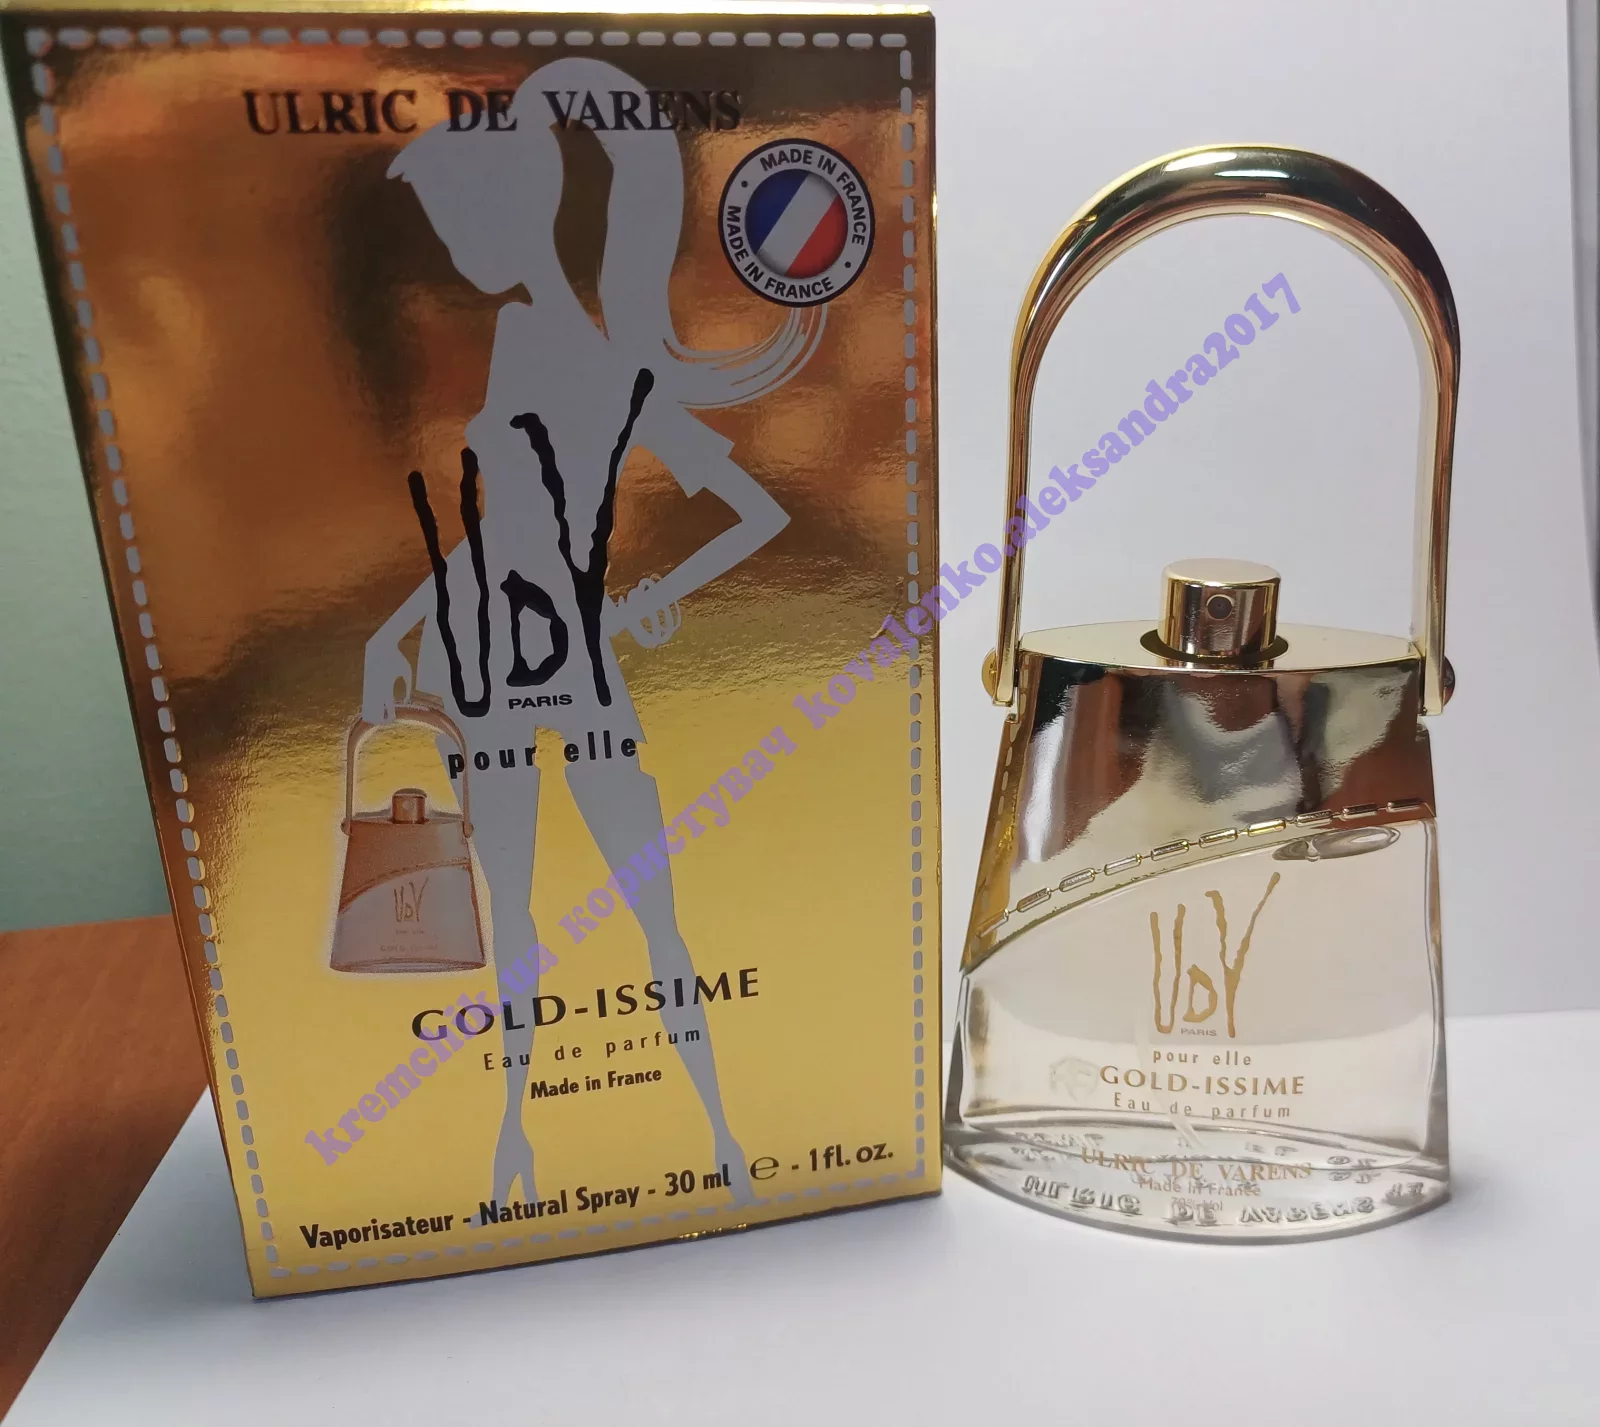 ULRIC DE VARENS
MADE IN FRANCE
MADE IN FRANCE
UDV
PARIS
pour elle
UDV
GOLD-ISSIME
Eau de parfum
Made in France
Vaporisateur - Natural Spray - 30 ml e - 1 fl. oz.
UDV
PARIS
pour elle
GOLD-ISSIME
Eau de parfum
ULRIC DE VARENS
Made in France
kremchik.ua користувач kovalenko.aleksandra2017